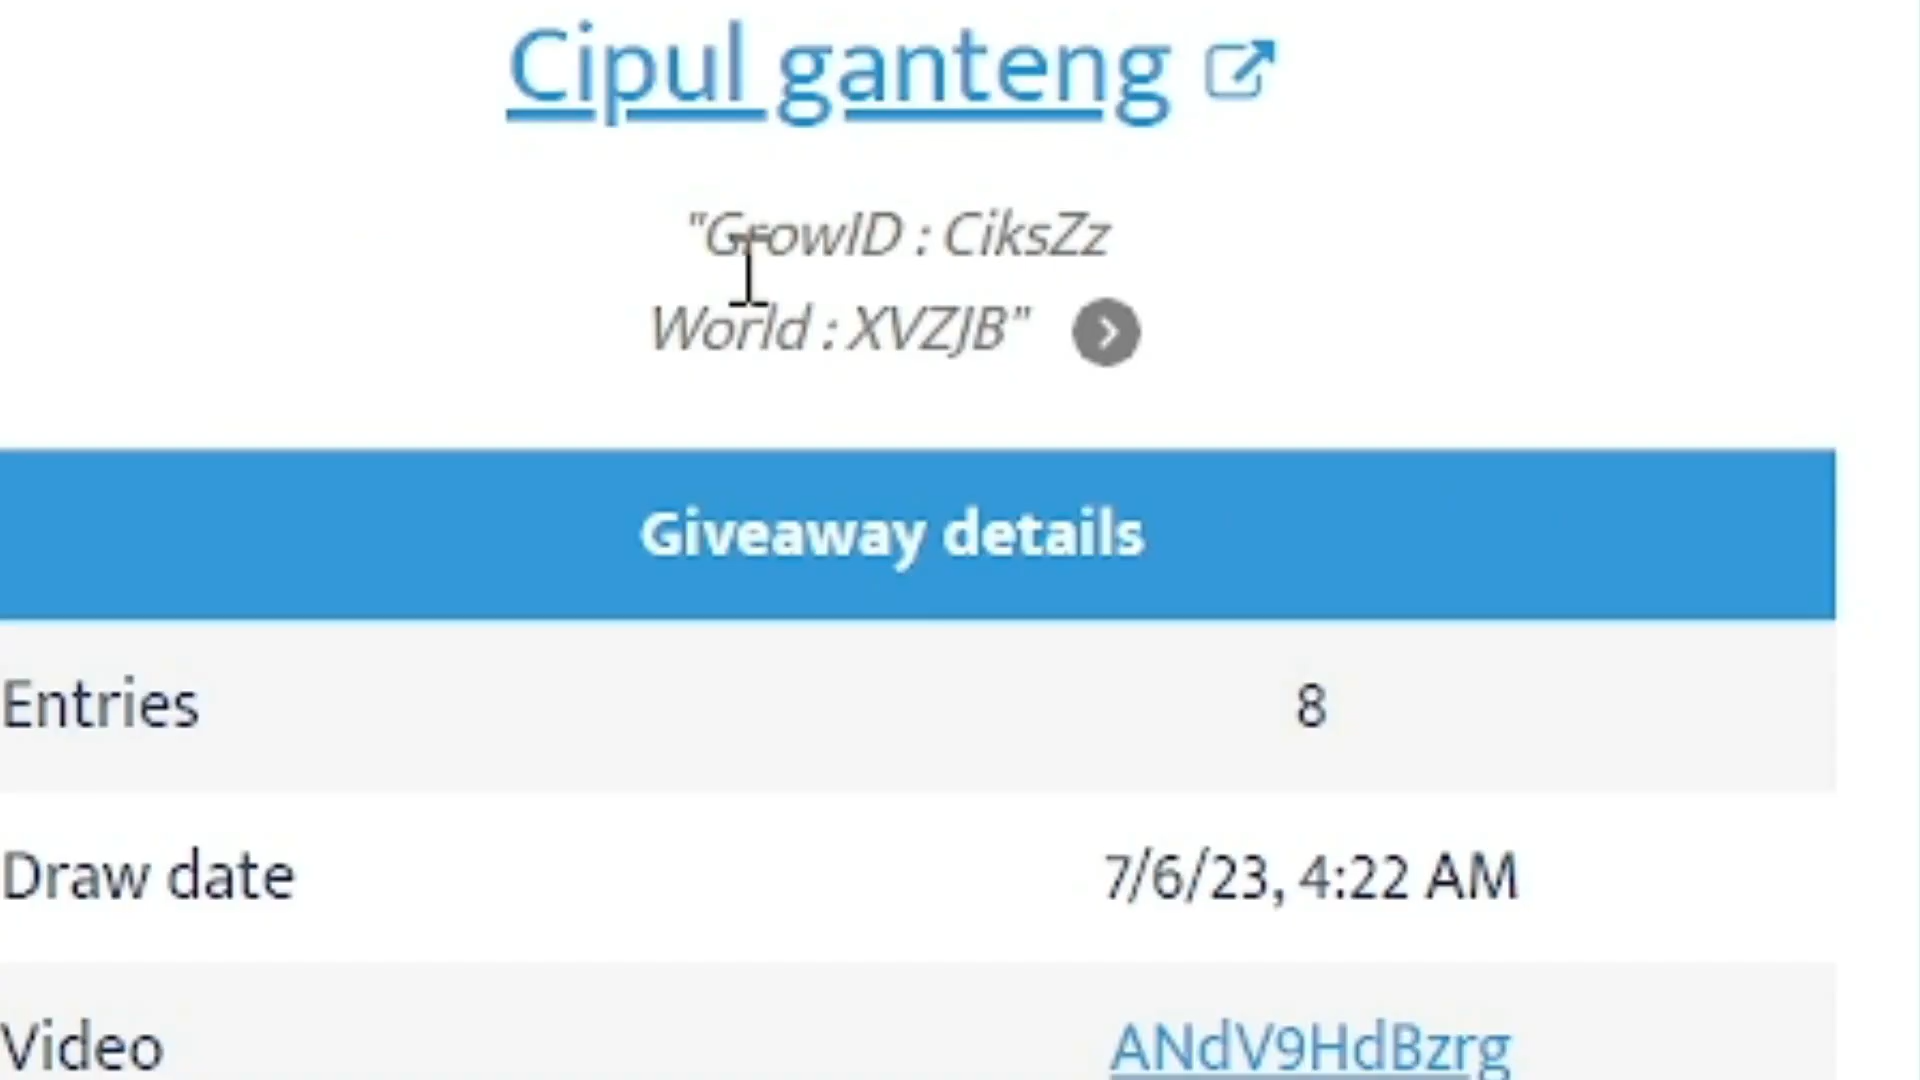 Cipul ganteng
"GrowID : CiksZz
World : XVZJB"
Giveaway details
Entries 8
Draw date 7/6/23, 4:22 AM
Video ANdV9HdBzrg